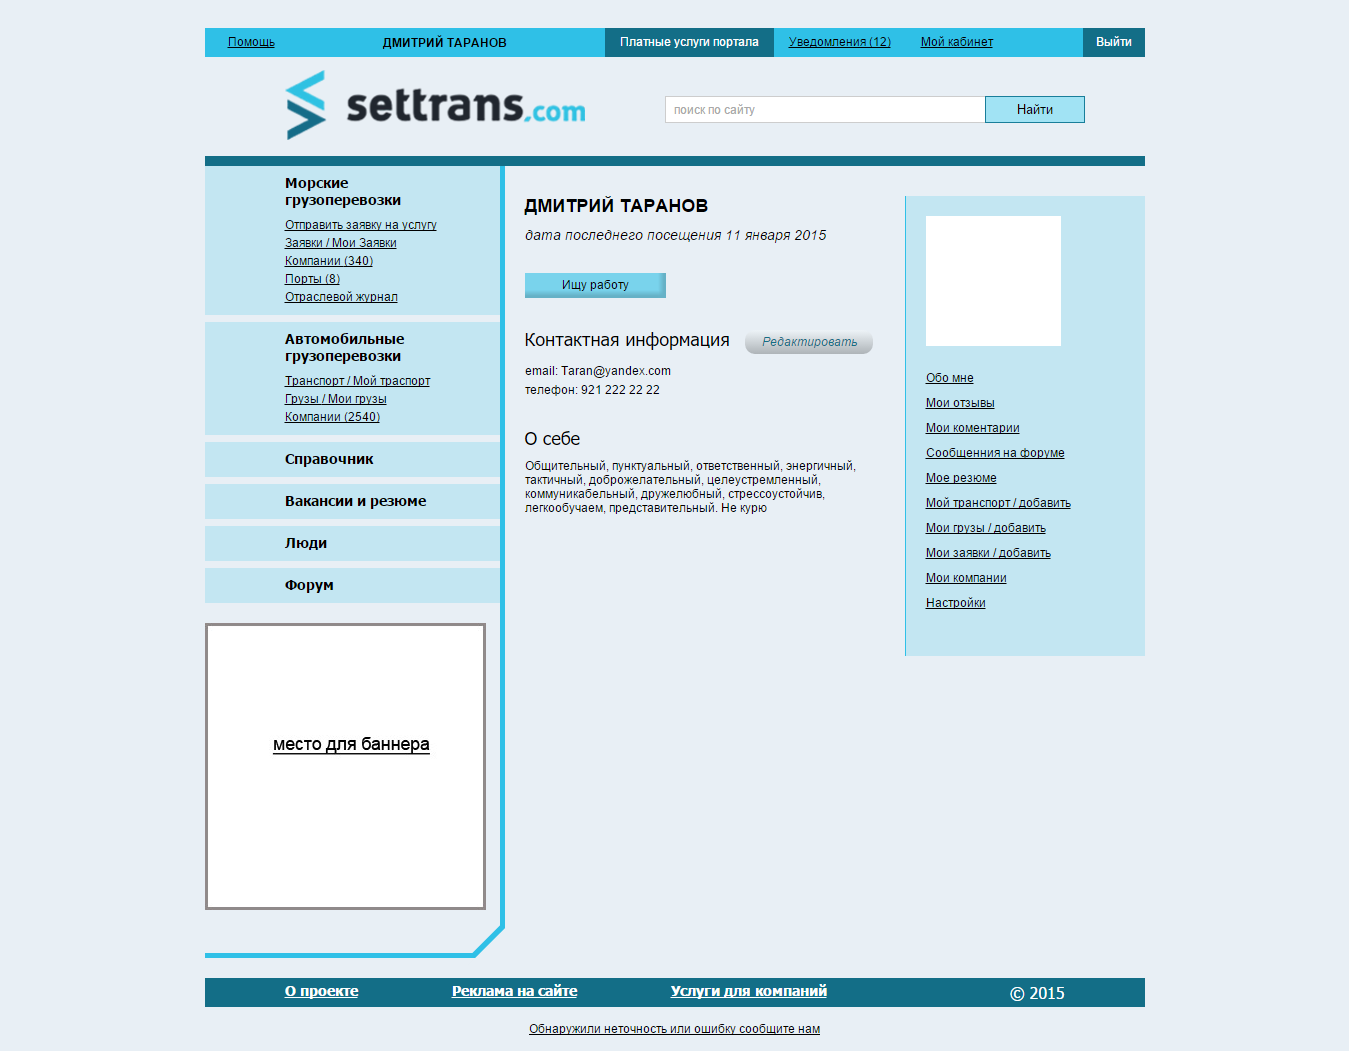 Помощь
ДМИТРИЙ ТАРАНОВ
Платные услуги портала
Уведомления (12)
Мой кабинет
Выйти
settrans.com
поиск по сайту
Найти
Морские
грузоперевозки
Отправить заявку на услугу
Заявки / Мои Заявки
Компании (340)
Порты (8)
Отраслевой журнал
Автомобильные
грузоперевозки
Транспорт / Мой траспорт
Грузы / Мои грузы
Компании (2540)
Справочник
Вакансии и резюме
Люди
Форум
место для баннера
ДМИТРИЙ ТАРАНОВ
дата последнего посещения 11 января 2015
Ищу работу
Контактная информация
Редактировать
email: Taran@yandex.com
телефон: 921 222 22 22
О себе
Общительный, пунктуальный, ответственный, энергичный,
тактичный, доброжелательный, целеустремленный,
коммуникабельный, дружелюбный, стрессоустойчив,
легкообучаем, представительный. Не курю
Обо мне
Мои отзывы
Мои коментарии
Сообщенния на форуме
Мое резюме
Мой транспорт / добавить
Мои грузы / добавить
Мои заявки / добавить
Мои компании
Настройки
О проекте
Реклама на сайте
Услуги для компаний
© 2015
Обнаружили неточность или ошибку сообщите нам